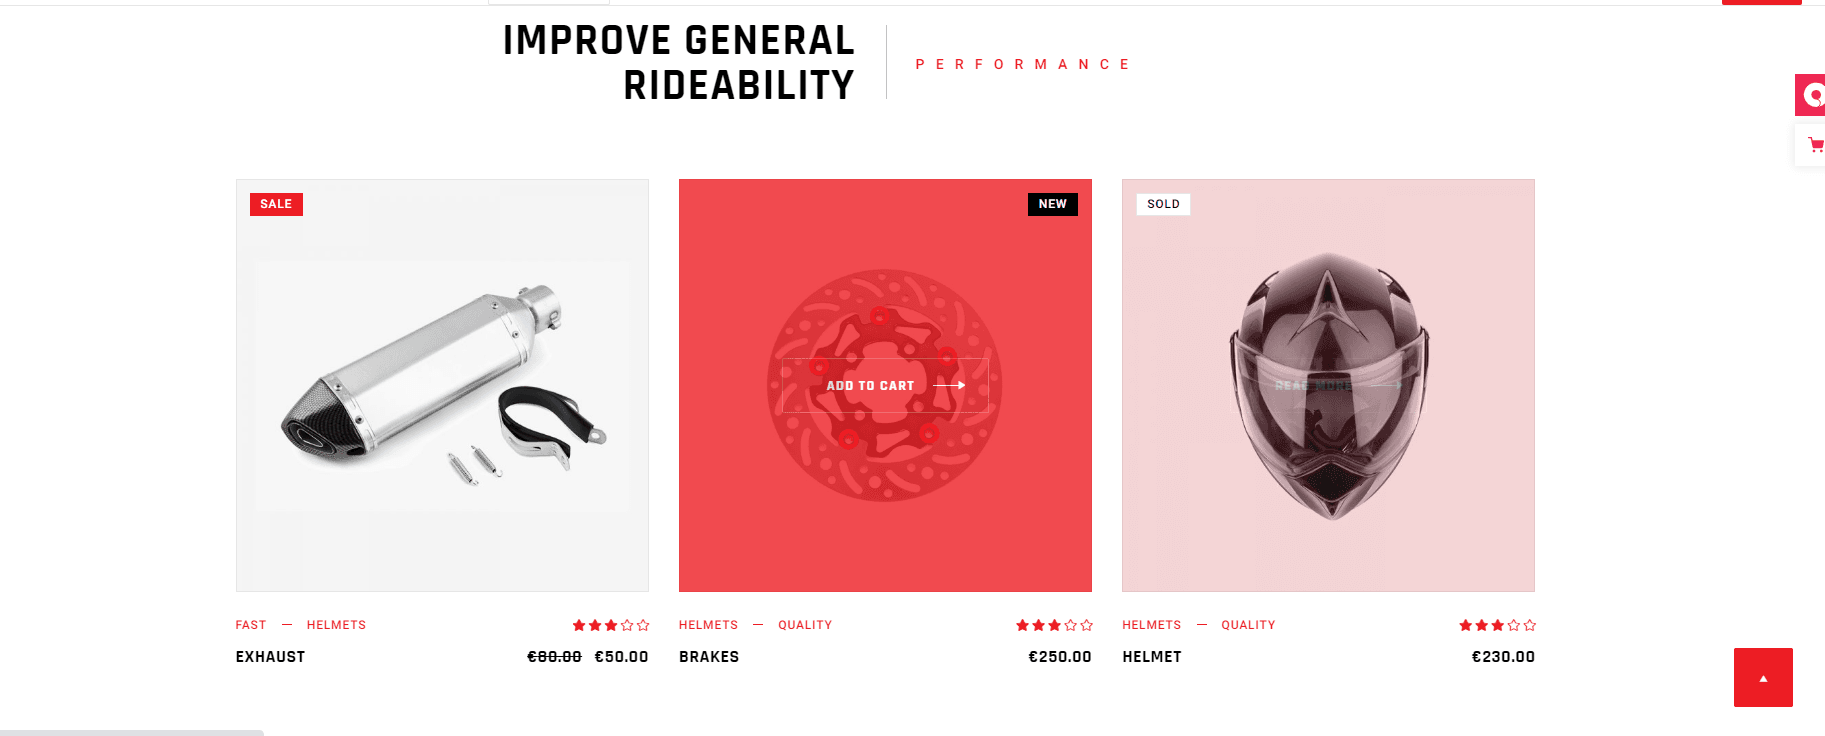 IMPROVE GENERAL
RIDEABILITY
PERFORMANCE
SALE
NEW
SOLD
ADD TO CART
READ MORE
FAST — HELMETS
EXHAUST
€80.00 €50.00
HELMETS — QUALITY
BRAKES
€250.00
HELMETS — QUALITY
HELMET
€230.00